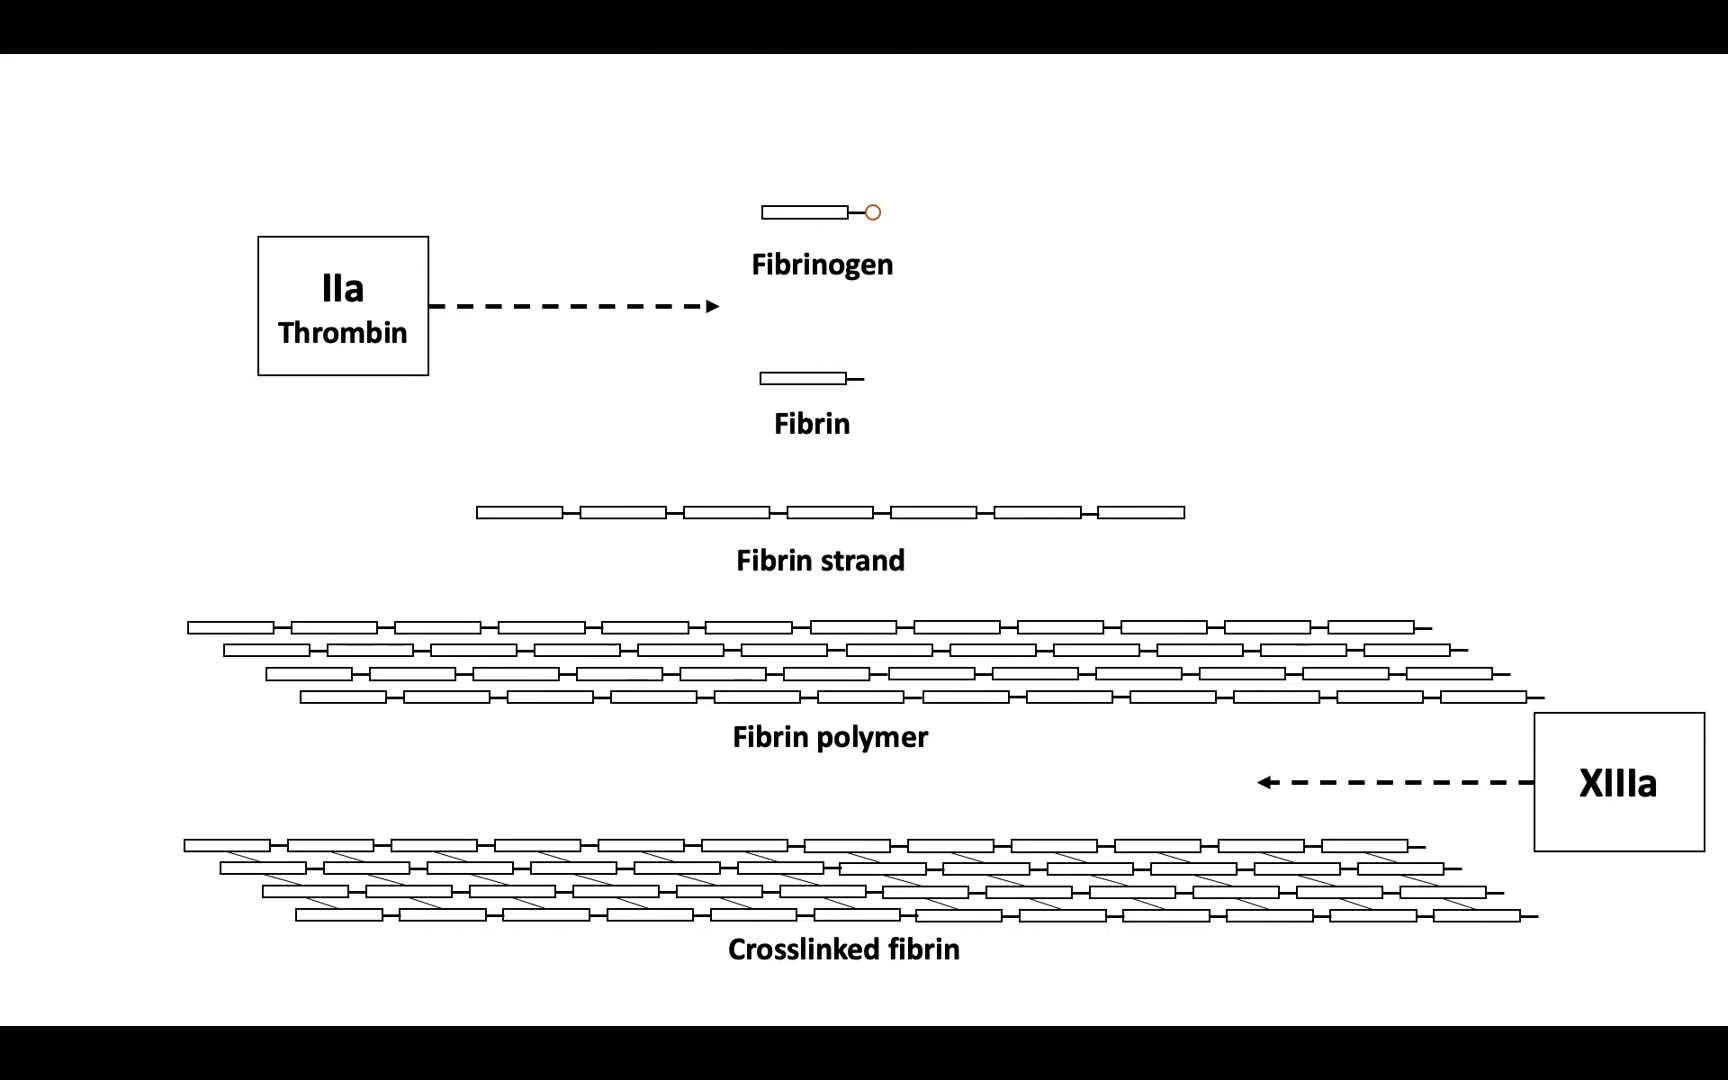 Fibrinogen
IIa
Thrombin
Fibrin
Fibrin strand
Fibrin polymer
XIIIa
Crosslinked fibrin